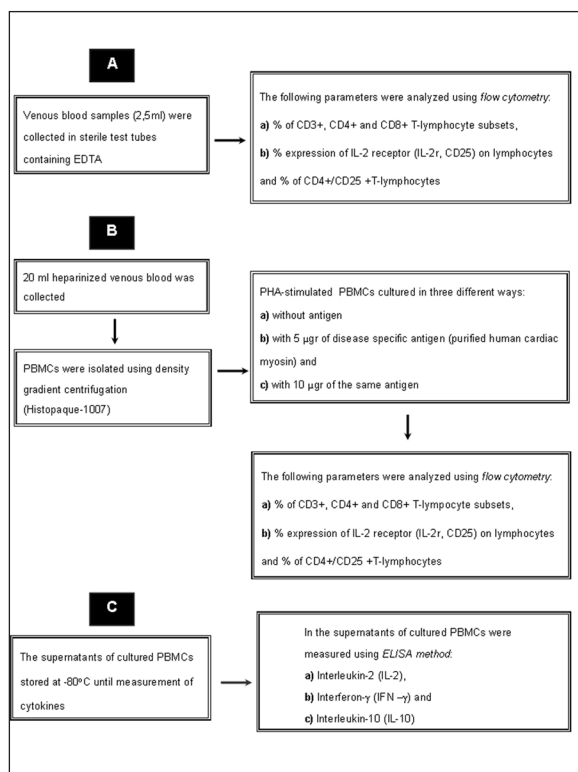 A
Venous blood samples (2,5ml) were
collected in sterile test tubes
containing EDTA
The following parameters were analyzed using flow cytometry:
a) % of CD3+, CD4+ and CD8+ T-lymphocyte subsets,
b) % expression of IL-2 receptor (IL-2r, CD25) on lymphocytes
and % of CD4+/CD25 +T-lymphocytes
B
20 ml heparinized venous blood was
collected
PBMCs were isolated using density
gradient centrifugation
(Histopaque-1007)
PHA-stimulated PBMCs cultured in three different ways:
a) without antigen
b) with 5 μgr of disease specific antigen (purified human cardiac
myosin) and
c) with 10 μgr of the same antigen
The following parameters were analyzed using flow cytometry:
a) % of CD3+, CD4+ and CD8+ T-lympocyte subsets,
b) % expression of IL-2 receptor (IL-2r, CD25) on lymphocytes
and % of CD4+/CD25 +T-lymphocytes
C
The supernatants of cultured PBMCs
stored at -80°C until measurement of
cytokines
In the supernatants of cultured PBMCs were
measured using ELISA method:
a) Interleukin-2 (IL-2),
b) Interferon-γ (IFN –γ) and
c) Interleukin-10 (IL-10)